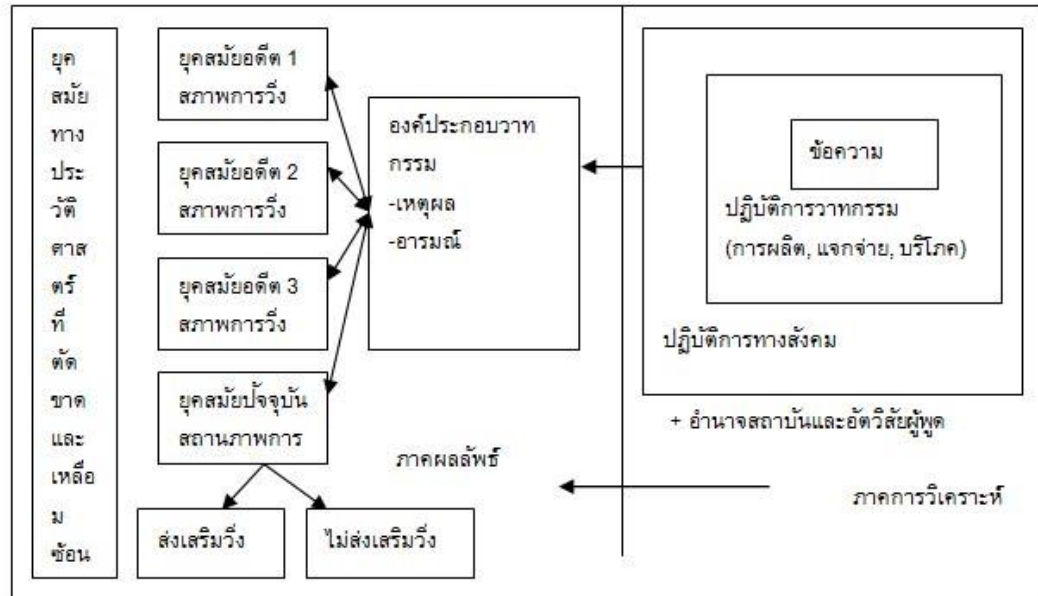 ยุค
สมัย
ทาง
ประ
วัติ
ศาส
ตร์
ที่
ตัด
ขาด
และ
เหลื่อ
ม
ซ้อน
ยุคสมัยอดีต 1
สภาพการวิ่ง
ยุคสมัยอดีต 2
สภาพการวิ่ง
ยุคสมัยอดีต 3
สภาพการวิ่ง
ยุคสมัยปัจจุบัน
สถานภาพการ
ส่งเสริมวิ่ง
ไม่ส่งเสริมวิ่ง
องค์ประกอบวาท
กรรม
-เหตุผล
-อารมณ์
ภาคผลลัพธ์
ข้อความ
ปฏิบัติการวาทกรรม
(การผลิต, แจกจ่าย, บริโภค)
ปฏิบัติการทางสังคม
+ อำนาจสถาบันและอัตวิสัยผู้พูด
ภาคการวิเคราะห์